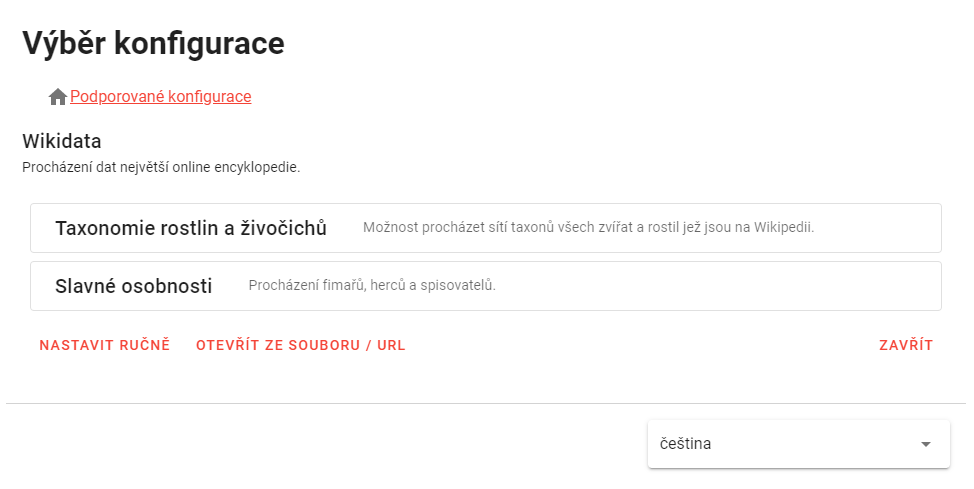 Výběr konfigurace
Podporované konfigurace
Wikidata
Procházení dat největší online encyklopedie.
Taxonomie rostlin a živočichů Možnost procházet sítí taxonů všech zvířat a rostil jež jsou na Wikipedii.
Slavné osobnosti Procházení fimařů, herců a spisovatelů.
NASTAVIT RUČNĚ OTEVŘÍT ZE SOUBORU / URL ZAVŘÍT
čeština